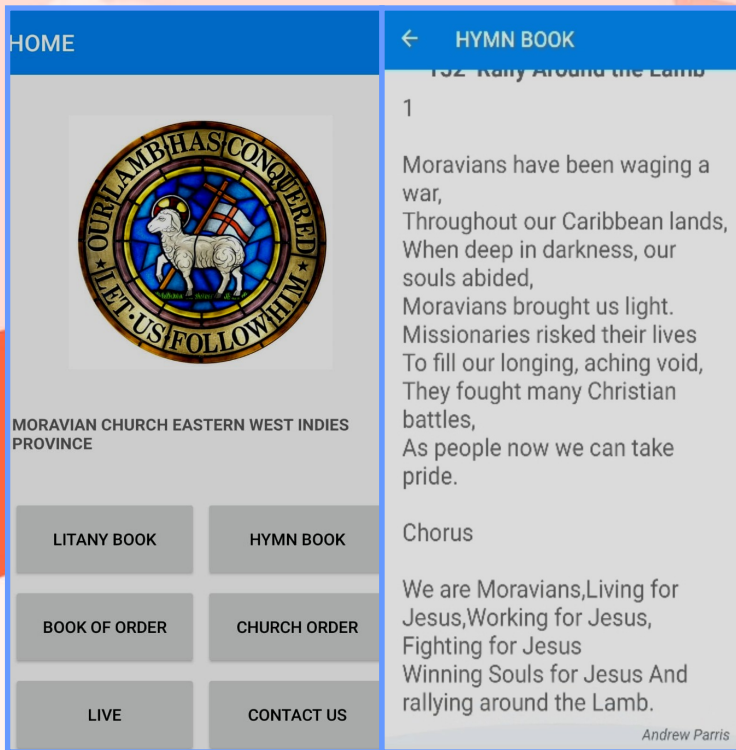 HOME
OUR LAMB HAS CONQUERED
★ LET·US FOLLOW HIM ★
MORAVIAN CHURCH EASTERN WEST INDIES
PROVINCE
LITANY BOOK
HYMN BOOK
BOOK OF ORDER
CHURCH ORDER
LIVE
CONTACT US
HYMN BOOK
152 Rally Around the Lamb
1
Moravians have been waging a
war,
Throughout our Caribbean lands,
When deep in darkness, our
souls abided,
Moravians brought us light.
Missionaries risked their lives
To fill our longing, aching void,
They fought many Christian
battles,
As people now we can take
pride.
Chorus
We are Moravians,Living for
Jesus,Working for Jesus,
Fighting for Jesus
Winning Souls for Jesus And
rallying around the Lamb.
Andrew Parris